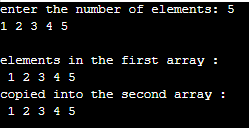 enter the number of elements: 5
1 2 3 4 5
elements in the first array :
1 2 3 4 5
copied into the second array :
1 2 3 4 5